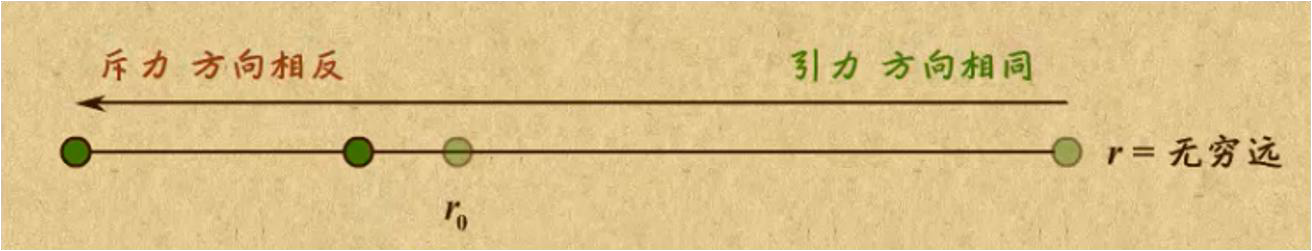 斥力 方向相反
引力 方向相同
r = 无穷远
r₀